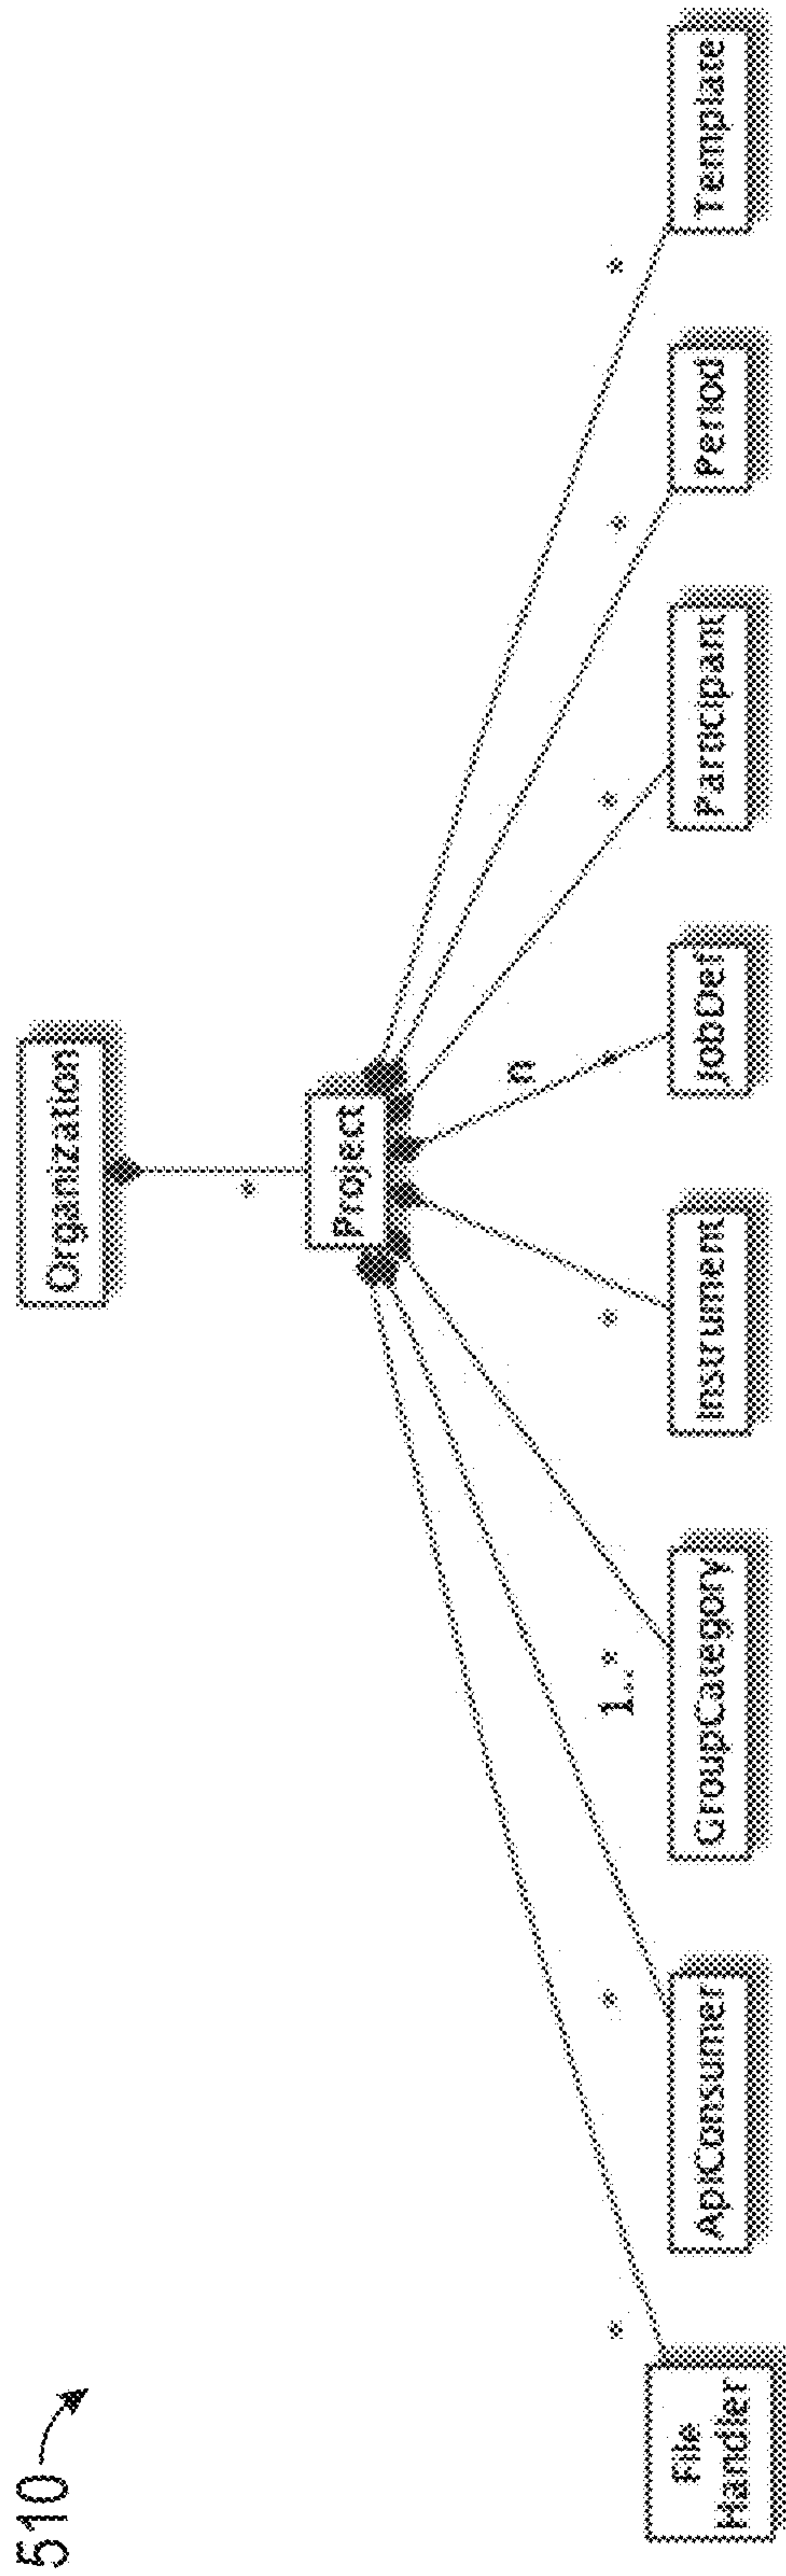 510
Organization
*
Project
n
* * 1..* * * * * *
File
Handler
ApiConsumer
GroupCategory
Instrument
JobDef
Participant
Period
Template